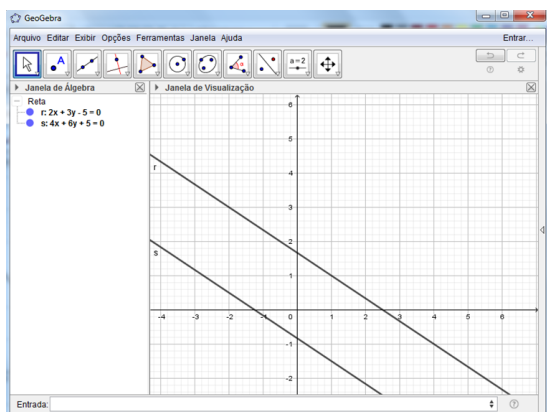 GeoGebra
Arquivo Editar Exibir Opções Ferramentas Janela Ajuda Entrar...
A α a = 2
Janela de Álgebra
Janela de Visualização
Reta
r: 2x + 3y - 5 = 0
s: 4x + 6y + 5 = 0
6
5
4
r
3
2
s
1
-4 -3 -2 -1 0 1 2 3 4 5 6
-1
-2
Entrada: